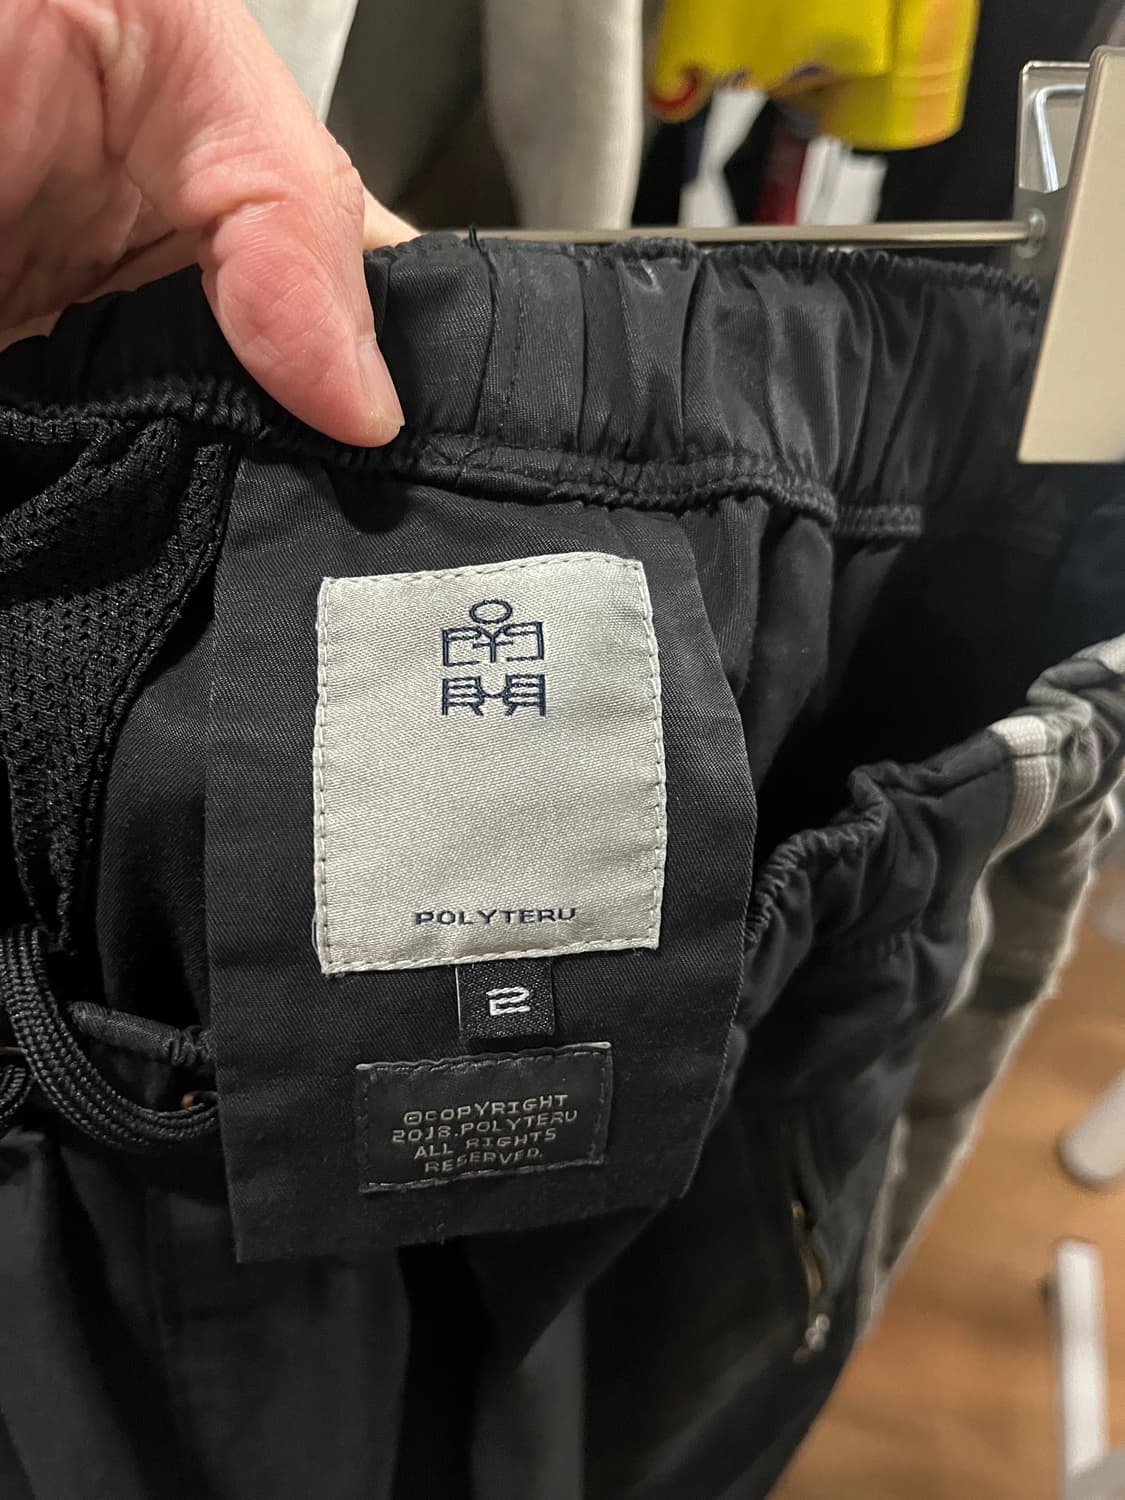 POLYTERU
2
©COPYRIGHT
2018.POLYTERU
ALL RIGHTS
RESERVED.